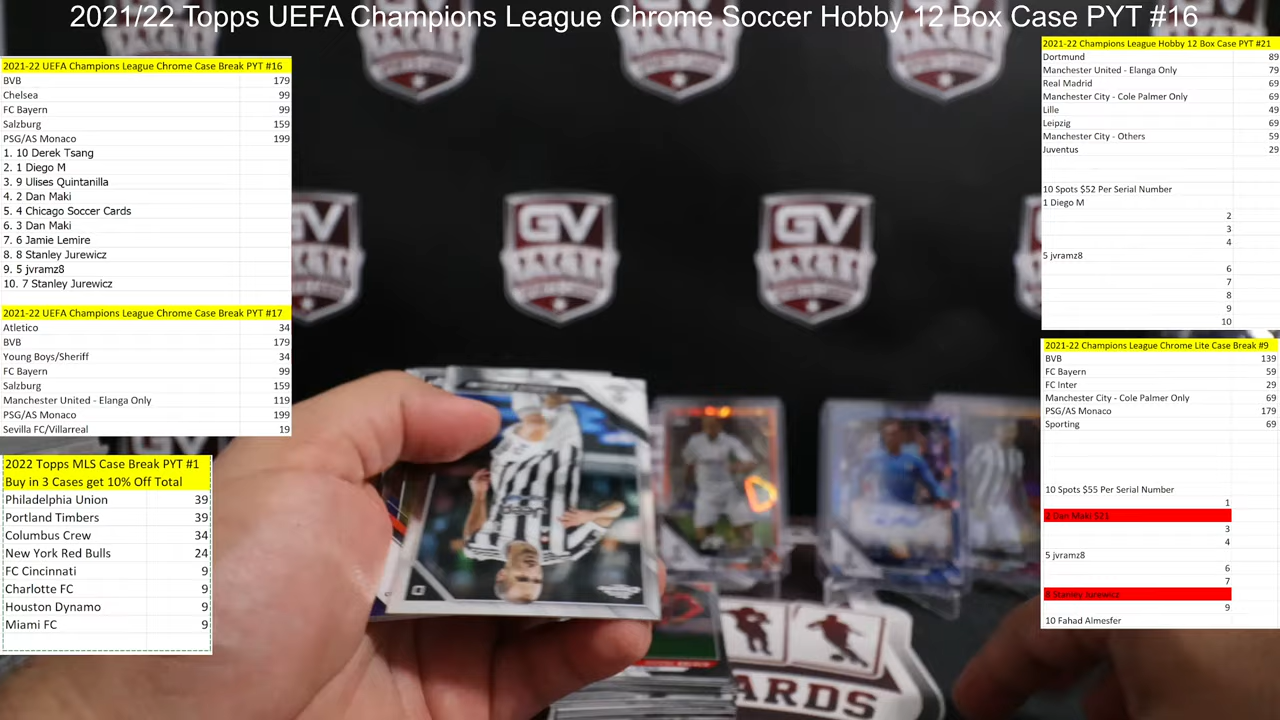 2021/22 Topps UEFA Champions League Chrome Soccer Hobby 12 Box Case PYT #16
2021-22 UEFA Champions League Chrome Case Break PYT #16
BVB 179
Chelsea 99
FC Bayern 99
Salzburg 159
PSG/AS Monaco 199
1. 10 Derek Tsang
2. 1 Diego M
3. 9 Ulises Quintanilla
4. 2 Dan Maki
5. 4 Chicago Soccer Cards
6. 3 Dan Maki
7. 6 Jamie Lemire
8. 8 Stanley Jurewicz
9. 5 jvramz8
10. 7 Stanley Jurewicz
2021-22 UEFA Champions League Chrome Case Break PYT #17
Atletico 34
BVB 179
Young Boys/Sheriff 34
FC Bayern 99
Salzburg 159
Manchester United - Elanga Only 119
PSG/AS Monaco 199
Sevilla FC/Villarreal 19
2022 Topps MLS Case Break PYT #1
Buy in 3 Cases get 10% Off Total
Philadelphia Union 39
Portland Timbers 39
Columbus Crew 34
New York Red Bulls 24
FC Cincinnati 9
Charlotte FC 9
Houston Dynamo 9
Miami FC 9
2021-22 Champions League Hobby 12 Box Case PYT #21
Dortmund 89
Manchester United - Elanga Only 79
Real Madrid 69
Manchester City - Cole Palmer Only 69
Lille 49
Leipzig 69
Manchester City - Others 59
Juventus 29
10 Spots $52 Per Serial Number
1 Diego M
2
3
4
5 jvramz8
6
7
8
9
10
2021-22 Champions League Chrome Lite Case Break #9
BVB 139
FC Bayern 59
FC Inter 29
Manchester City - Cole Palmer Only 69
PSG/AS Monaco 179
Sporting 69
10 Spots $55 Per Serial Number
1
2 Dan Maki 521
3
4
5 jvramz8
6
7
8 Stanley Jurewicz
9
10 Fahad Almesfer
GV
GV
GV
ARDS